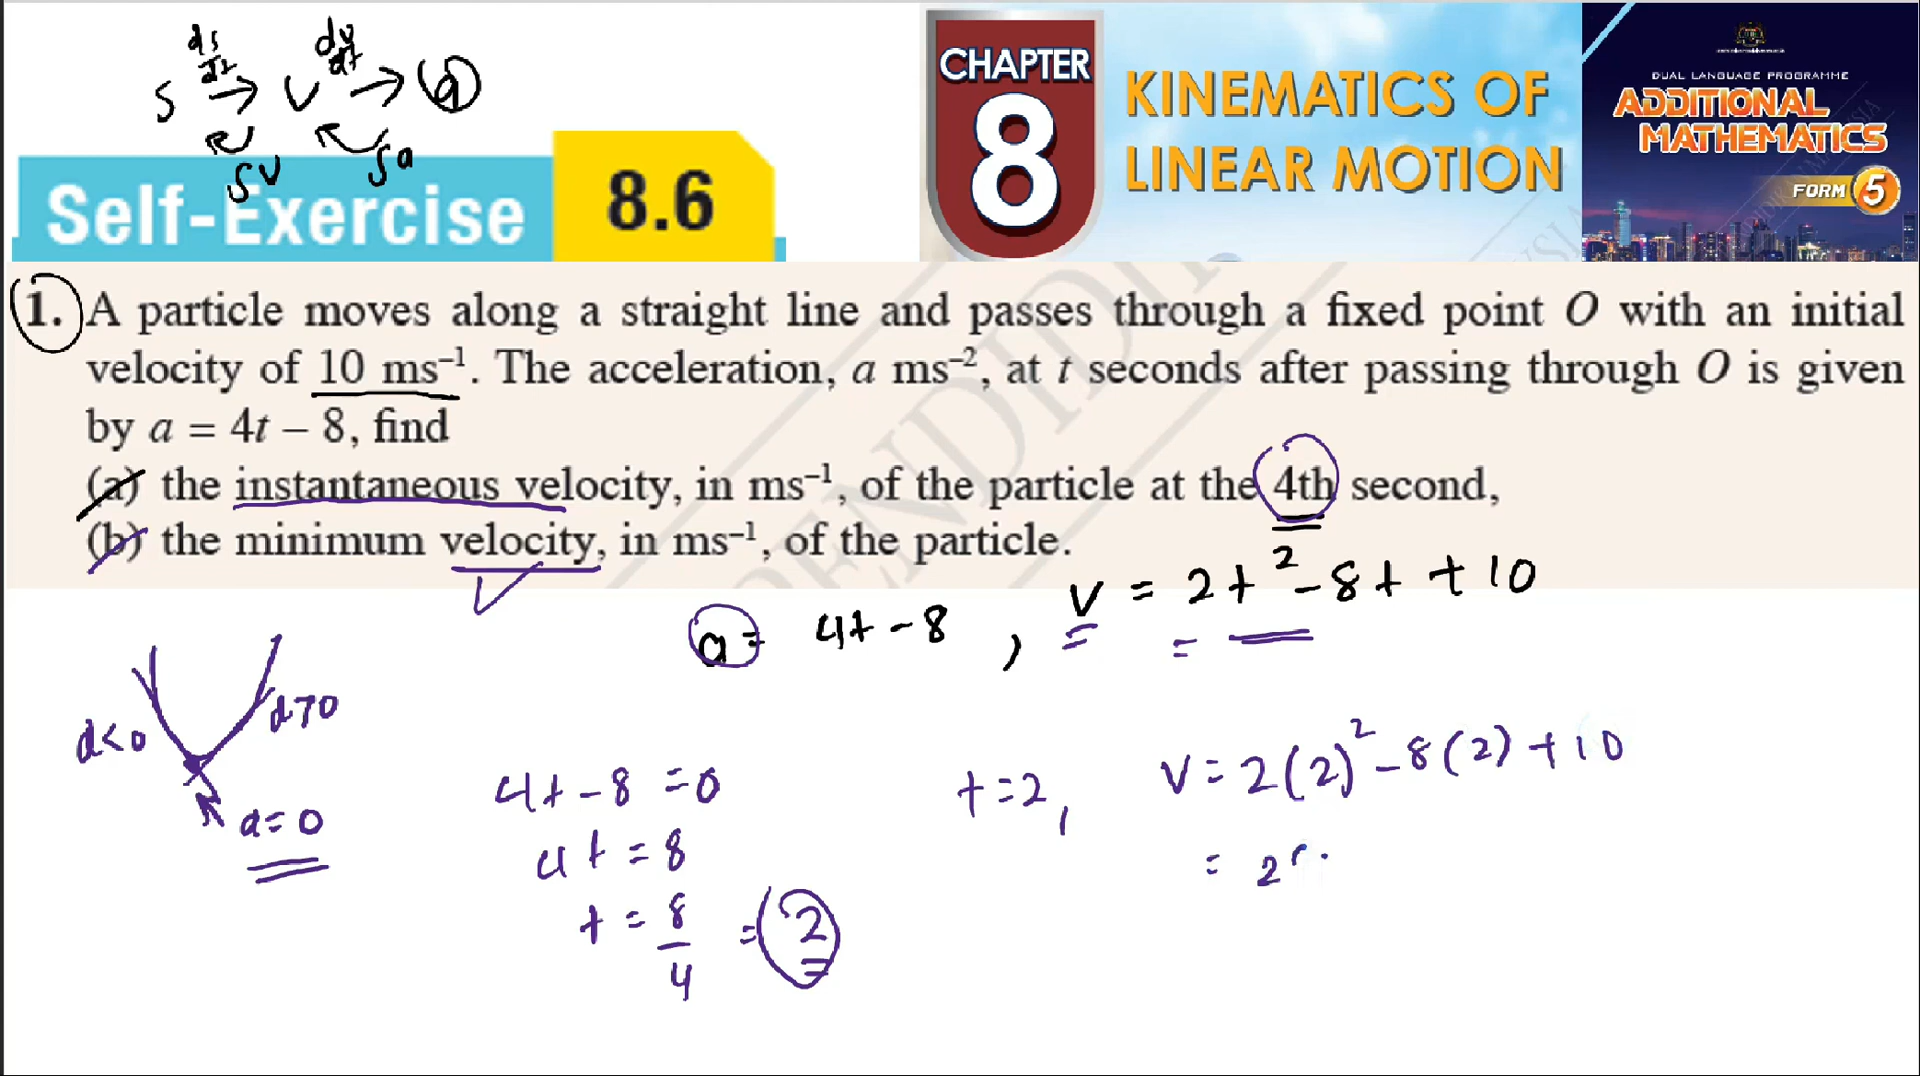 ds/dt dv/dt
s → v → a
∫v ∫a
Self-Exercise 8.6
CHAPTER 8
KINEMATICS OF
LINEAR MOTION
DUAL LANGUAGE PROGRAMME
ADDITIONAL
MATHEMATICS
FORM 5
1. A particle moves along a straight line and passes through a fixed point O with an initial
velocity of 10 ms⁻¹. The acceleration, a ms⁻², at t seconds after passing through O is given
by a = 4t – 8, find
(a) the instantaneous velocity, in ms⁻¹, of the particle at the 4th second,
(b) the minimum velocity, in ms⁻¹, of the particle.
a = 4t - 8 , v = 2t² - 8t + 10
a<0 a>0
a = 0
4t - 8 = 0
4t = 8
t = 8/4 = 2
t = 2, v = 2(2)² - 8(2) + 10
= 2